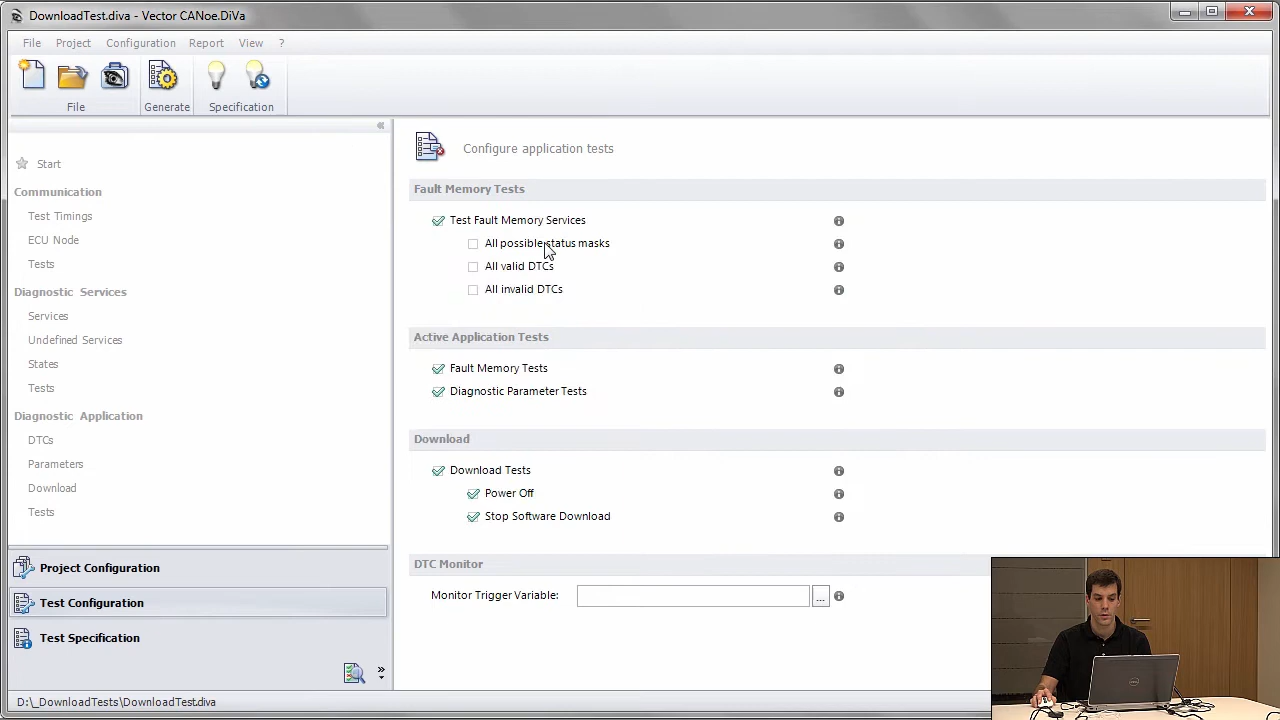 DownloadTest.diva - Vector CANoe.DiVa
File Project Configuration Report View ?
File Generate Specification
«
Start
Communication
Test Timings
ECU Node
Tests
Diagnostic Services
Services
Undefined Services
States
Tests
Diagnostic Application
DTCs
Parameters
Download
Tests
Project Configuration
Test Configuration
Test Specification
»
Configure application tests
Fault Memory Tests
Test Fault Memory Services
All possible status masks
All valid DTCs
All invalid DTCs
Active Application Tests
Fault Memory Tests
Diagnostic Parameter Tests
Download
Download Tests
Power Off
Stop Software Download
DTC Monitor
Monitor Trigger Variable: ...
D:\_DownloadTests\DownloadTest.diva